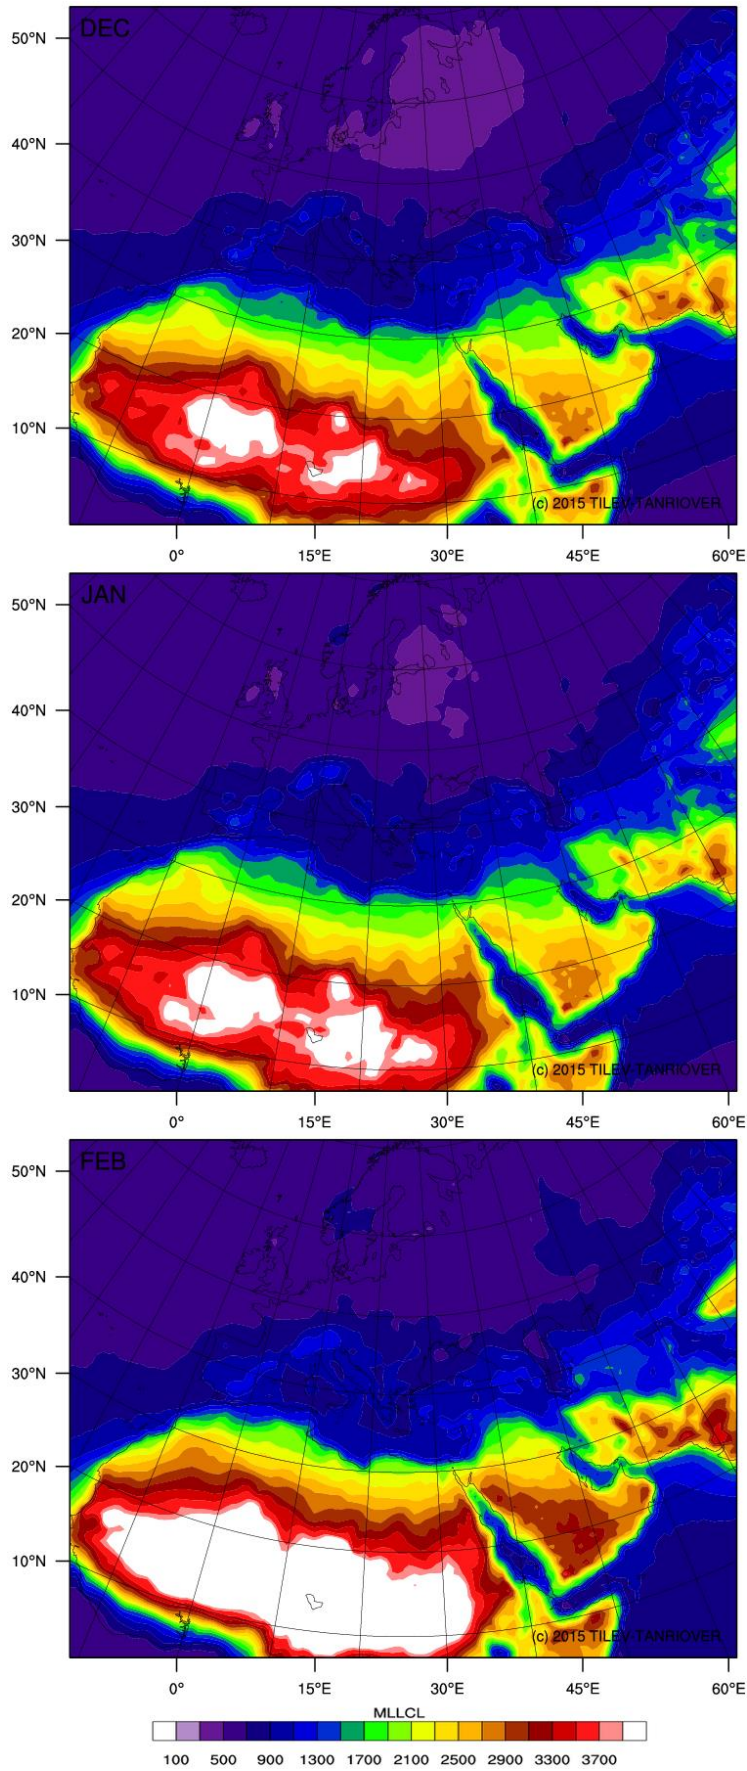 DEC
50°N
40°N
30°N
20°N
10°N
(c) 2015 TILEV-TANRIOVER
0° 15°E 30°E 45°E 60°E
JAN
50°N
40°N
30°N
20°N
10°N
(c) 2015 TILEV-TANRIOVER
0° 15°E 30°E 45°E 60°E
FEB
50°N
40°N
30°N
20°N
10°N
(c) 2015 TILEV-TANRIOVER
0° 15°E 30°E 45°E 60°E
MLLCL
100 500 900 1300 1700 2100 2500 2900 3300 3700